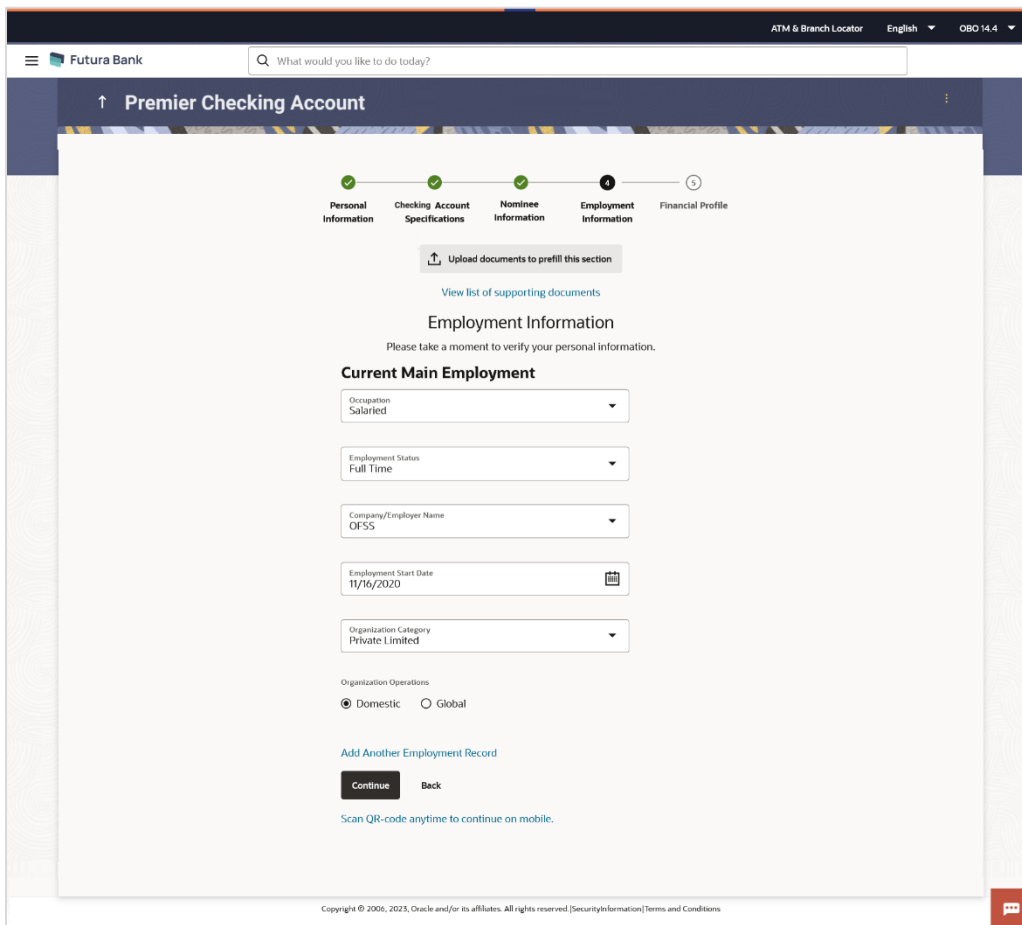 ATM & Branch Locator English OBO 14.4
Futura Bank What would you like to do today?
Premier Checking Account
4 5
Personal Information
Checking Account Specifications
Nominee Information
Employment Information
Financial Profile
Upload documents to prefill this section
View list of supporting documents
Employment Information
Please take a moment to verify your personal information.
Current Main Employment
Occupation
Salaried
Employment Status
Full Time
Company/Employer Name
OFSS
Employment Start Date
11/16/2020
Organization Category
Private Limited
Organization Operations
Domestic Global
Add Another Employment Record
Continue Back
Scan QR-code anytime to continue on mobile.
Copyright © 2006, 2023, Oracle and/or its affiliates. All rights reserved.|SecurityInformation|Terms and Conditions